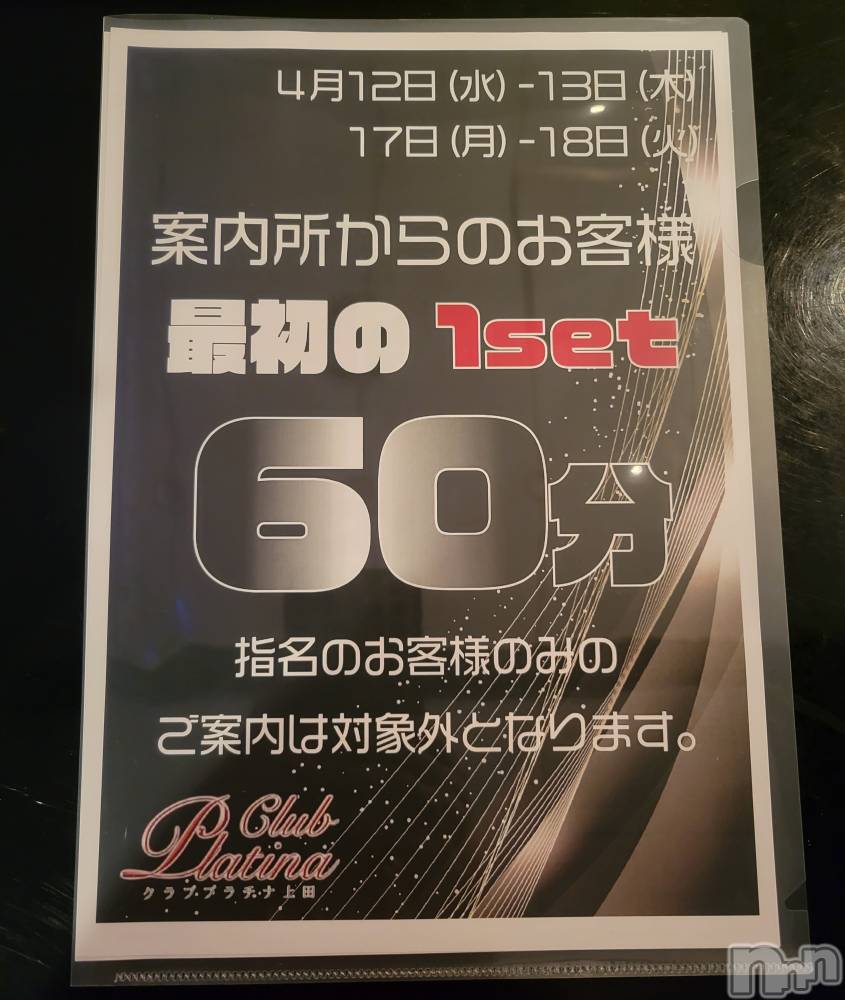 4月12日(水)-13日(木)
17日(月)-18日(火)
案内所からのお客様
最初の 1set
60分
指名のお客様のみの
ご案内は対象外となります。
Club
Platina
クラブプラチナ上田